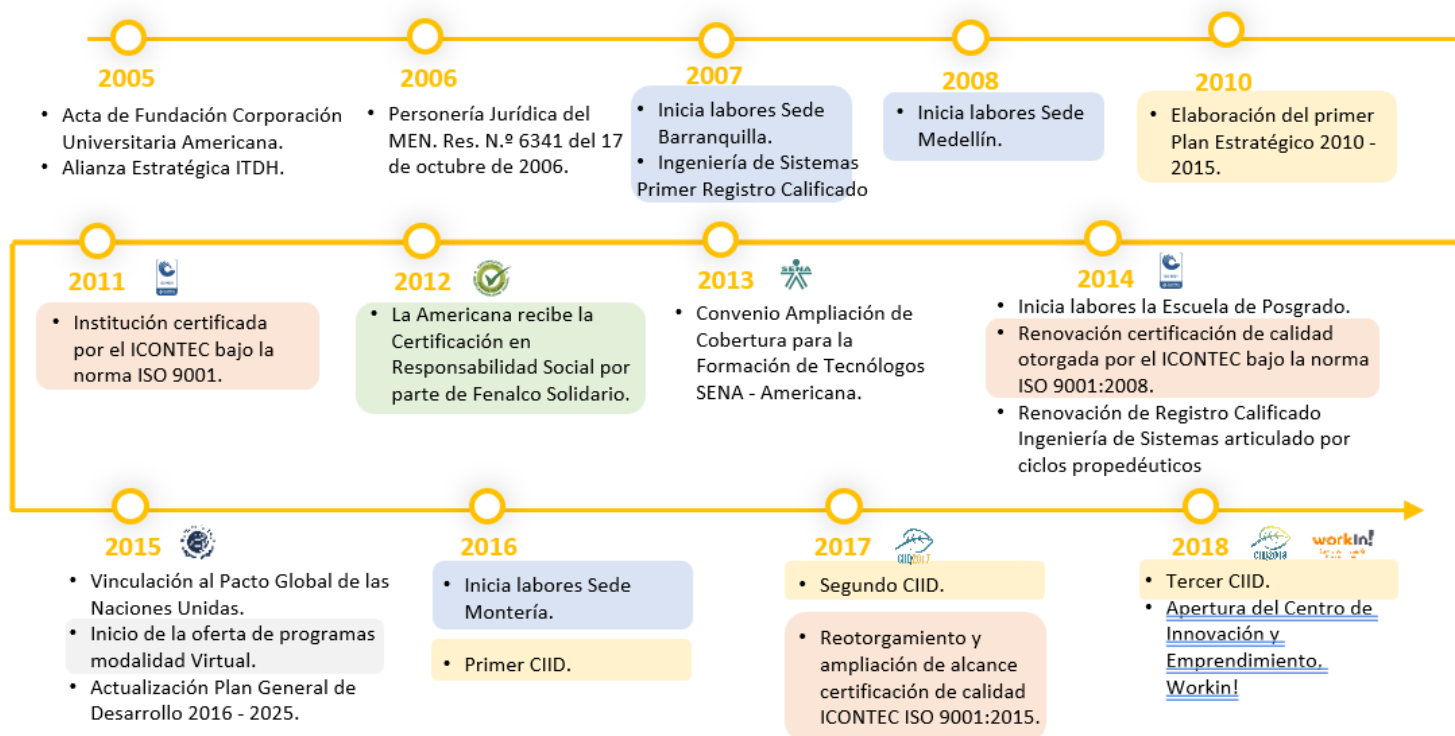 2005
• Acta de Fundación Corporación
Universitaria Americana.
• Alianza Estratégica ITDH.
2006
• Personería Jurídica del
MEN. Res. N.º 6341 del 17
de octubre de 2006.
2007
• Inicia labores Sede
Barranquilla.
• Ingeniería de Sistemas
Primer Registro Calificado
2008
• Inicia labores Sede
Medellín.
2010
• Elaboración del primer
Plan Estratégico 2010 -
2015.
2011
• Institución certificada
por el ICONTEC bajo la
norma ISO 9001.
2012
• La Americana recibe la
Certificación en
Responsabilidad Social por
parte de Fenalco Solidario.
2013
SENA
• Convenio Ampliación de
Cobertura para la
Formación de Tecnólogos
SENA - Americana.
2014
• Inicia labores la Escuela de Posgrado.
• Renovación certificación de calidad
otorgada por el ICONTEC bajo la norma
ISO 9001:2008.
• Renovación de Registro Calificado
Ingeniería de Sistemas articulado por
ciclos propedéuticos
2015
• Vinculación al Pacto Global de las
Naciones Unidas.
• Inicio de la oferta de programas
modalidad Virtual.
• Actualización Plan General de
Desarrollo 2016 - 2025.
2016
• Inicia labores Sede
Montería.
• Primer CIID.
2017
CIID2017
• Segundo CIID.
• Reotorgamiento y
ampliación de alcance
certificación de calidad
ICONTEC ISO 9001:2015.
2018
CIID2018
workIn!
• Tercer CIID.
• Apertura del Centro de
Innovación y
Emprendimiento,
Workin!